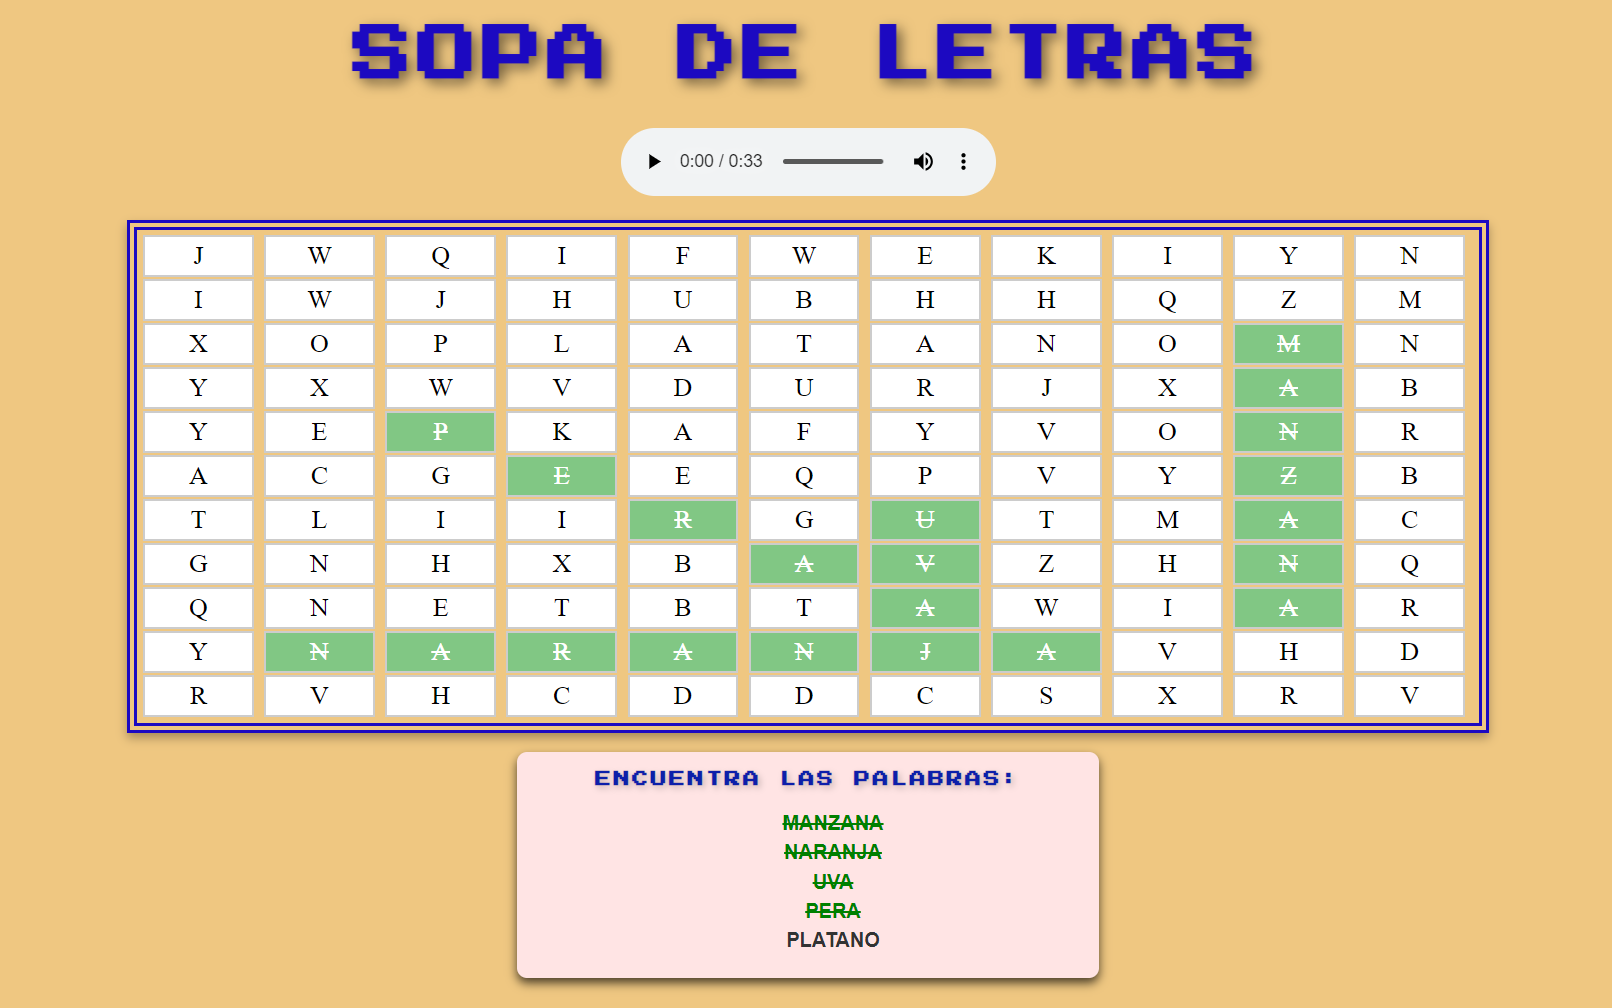 SOPA DE LETRAS
0:00 / 0:33
J W Q I F W E K I Y N
I W J H U B H H Q Z M
X O P L A T A N O M N
Y X W V D U R J X A B
Y E P K A F Y V O N R
A C G E E Q P V Y Z B
T L I I R G U T M A C
G N H X B A V Z H N Q
Q N E T B T A W I A R
Y N A R A N J A V H D
R V H C D D C S X R V
ENCUENTRA LAS PALABRAS:
MANZANA
NARANJA
UVA
PERA
PLATANO